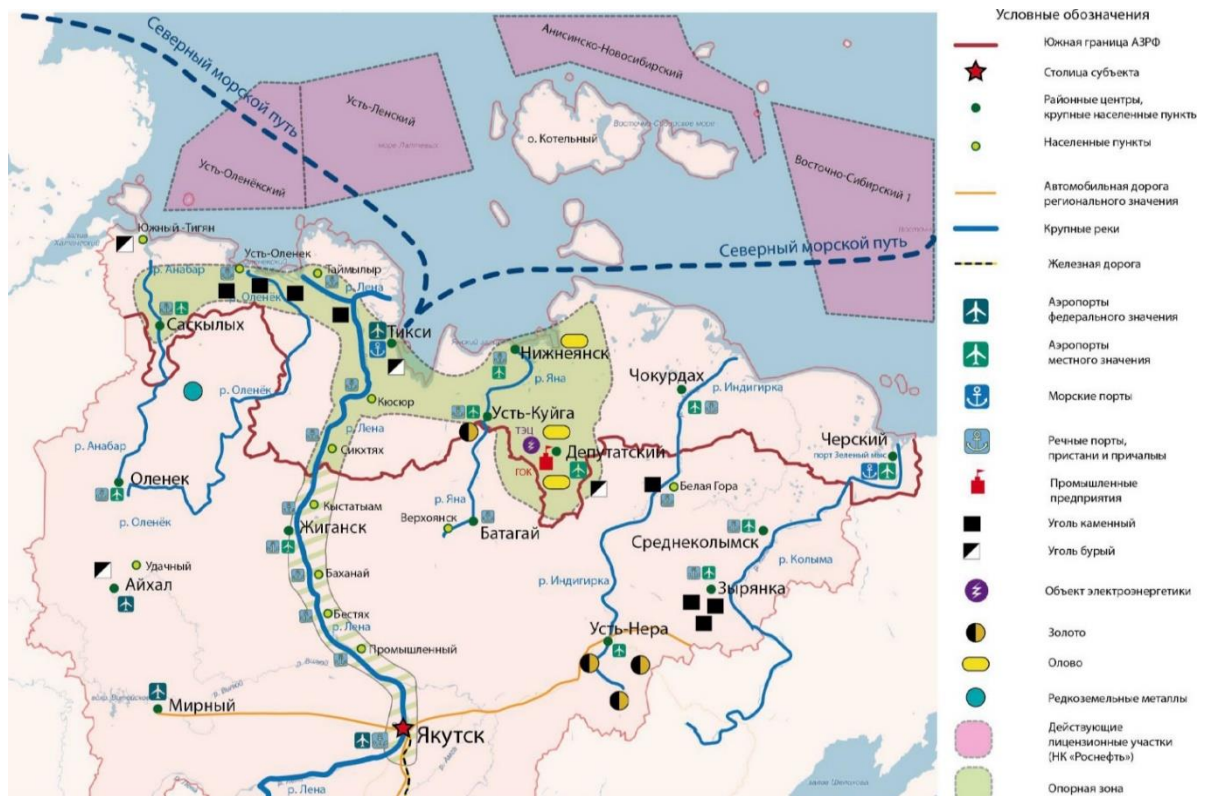 Северный морской путь
Анисинско-Новосибирский
Усть-Ленский
Усть-Оленёкский
о. Котельный
Восточно-Сибирский 1
Северный морской путь
Южный -Тигян
р. Анабар
Усть-Оленек
р. Оленёк
Таймылыр
р. Лена
Саскылых
Тикси
Нижнеянск
р. Яна
Чокурдах
р. Индигирка
р. Оленёк
Кюсюр
Усть-Куйга
ТЭЦ
р. Лена
р. Анабар
Сикхтях
Депутатский
ГОК
Черский
порт Зеленый мыс
Оленек
Белая Гора
р. Яна
Кыстатыам
р. Оленёк
Жиганск
Верхоянск
Батагай
Среднеколымск
р. Колыма
Удачный
Айхал
Баханай
р. Индигирка
Зырянка
Бестях
р. Лена
Усть-Нера
Промышленный
р. Вилюй
р. Вилюй
Мирный
Якутск
р. Лена
Условные обозначения
Южная граница АЗРФ
Столица субъекта
Районные центры,
крупные населенные пункты
Населенные пункты
Автомобильная дорога
регионального значения
Крупные реки
Железная дорога
Аэропорты
федерального значения
Аэропорты
местного значения
Морские порты
Речные порты,
пристани и причалы
Промышленные
предприятия
Уголь каменный
Уголь бурый
Объект электроэнергетики
Золото
Олово
Редкоземельные металлы
Действующие
лицензионные участки
(НК «Роснефть»)
Опорная зона